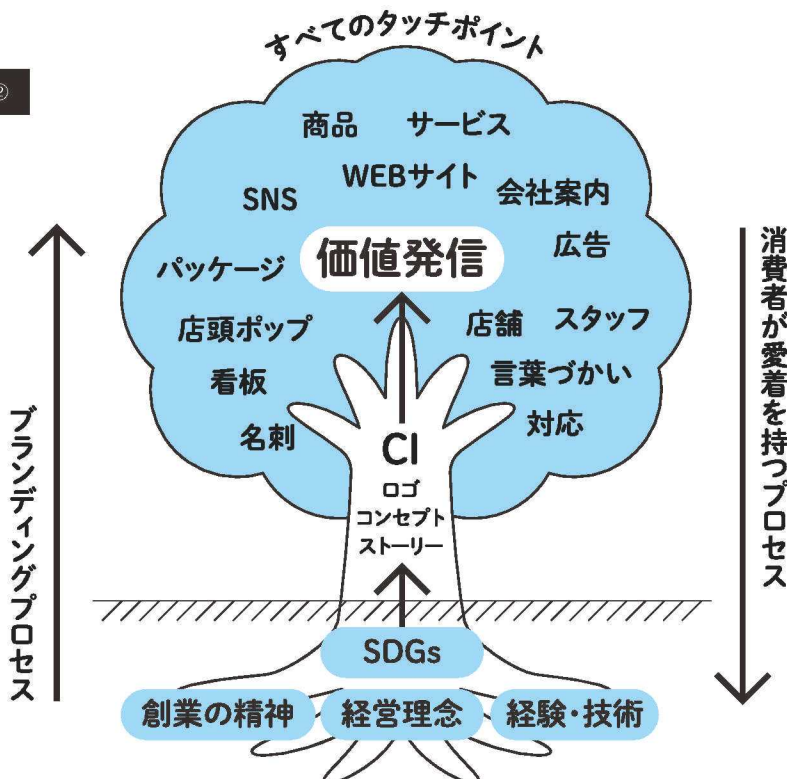 すべてのタッチポイント
②
商品 サービス
WEBサイト
SNS
会社案内
価値発信
広告
パッケージ
店頭ポップ
店舗 スタッフ
看板
言葉づかい
名刺
対応
CI
ロゴ
コンセプト
ストーリー
SDGs
創業の精神 経営理念 経験・技術
ブランディングプロセス
消費者が愛着を持つプロセス